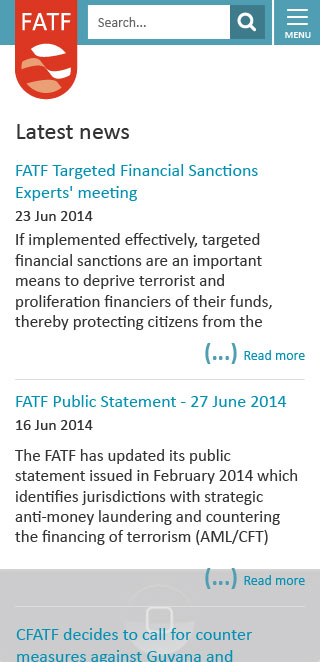 FATF
Search...
MENU
Latest news
FATF Targeted Financial Sanctions
Experts' meeting
23 Jun 2014
If implemented effectively, targeted
financial sanctions are an important
means to deprive terrorist and
proliferation financiers of their funds,
thereby protecting citizens from the
(...) Read more
FATF Public Statement - 27 June 2014
16 Jun 2014
The FATF has updated its public
statement issued in February 2014 which
identifies jurisdictions with strategic
anti-money laundering and countering
the financing of terrorism (AML/CFT)
(...) Read more
CFATF decides to call for counter
measures against Guyana and